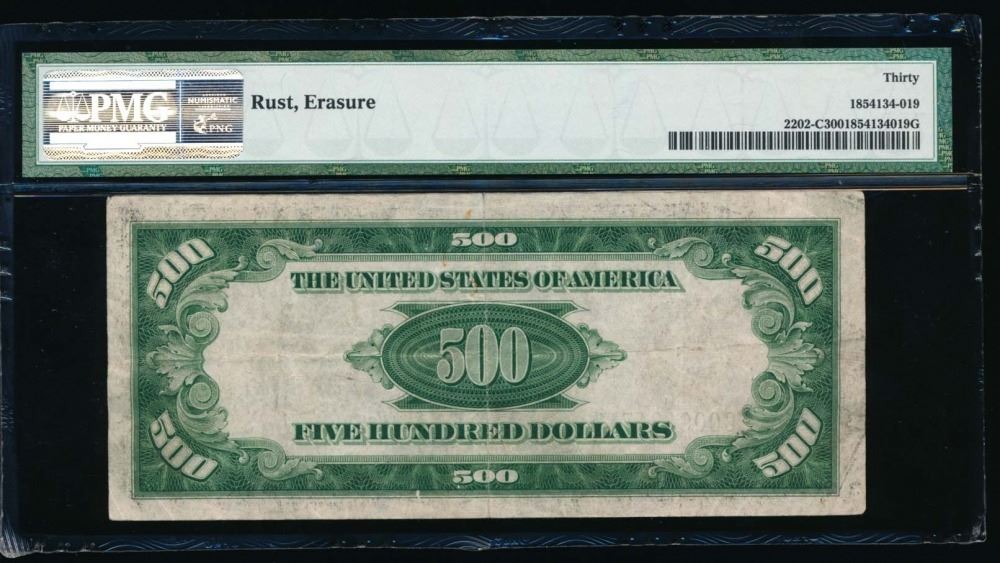 PMG
PAPER MONEY GUARANTY
NUMISMATIC
PNG
Rust, Erasure
Thirty
1854134-019
2202-C3001854134019G
500
500
500
THE UNITED STATES OF AMERICA
500
FIVE HUNDRED DOLLARS
500
500
500